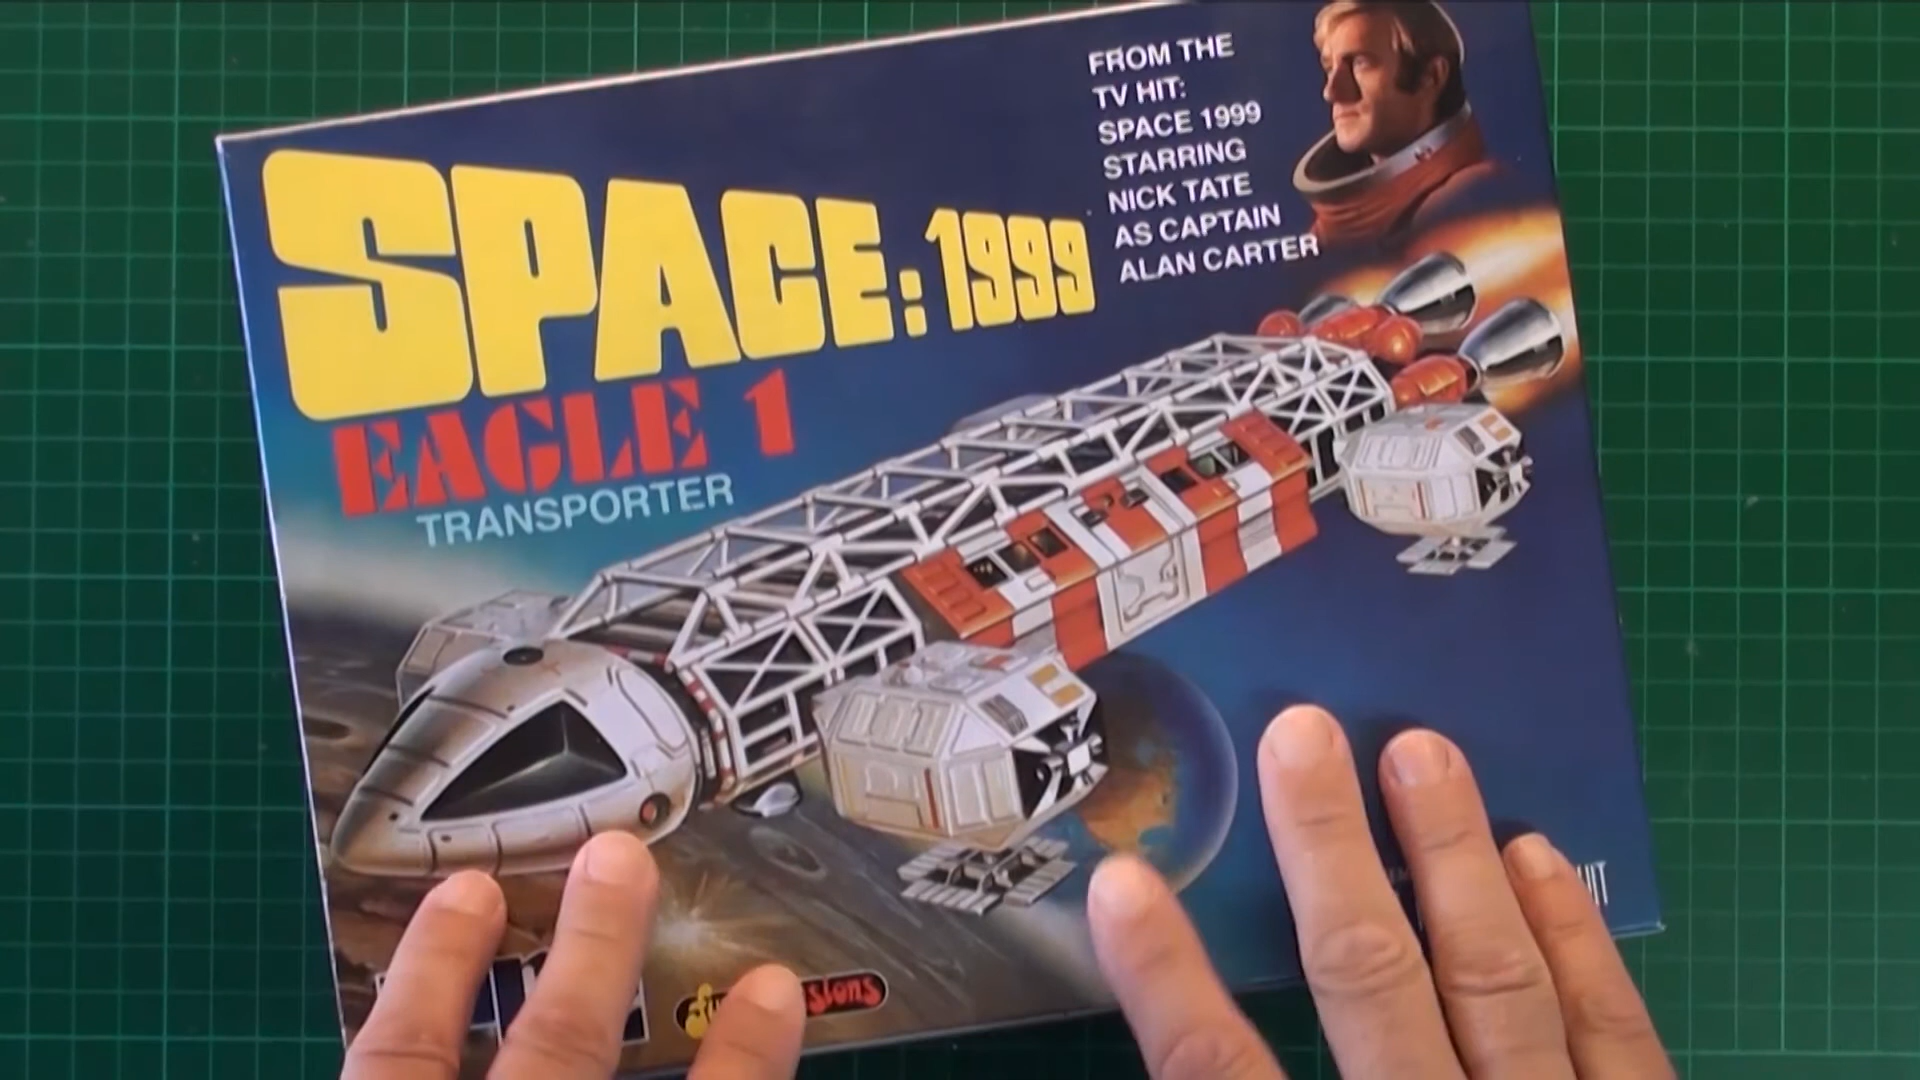 SPACE:1999
EAGLE 1
TRANSPORTER
FROM THE
TV HIT:
SPACE 1999
STARRING
NICK TATE
AS CAPTAIN
ALAN CARTER